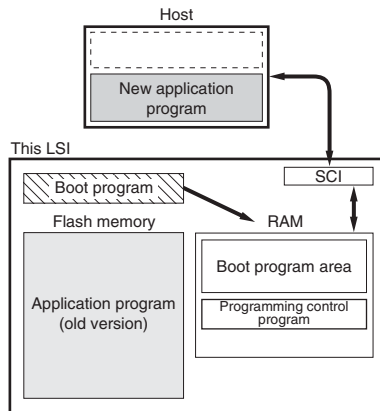 Host
New application
program
This LSI
SCI
Boot program
Flash memory
RAM
Application program
(old version)
Boot program area
Programming control
program